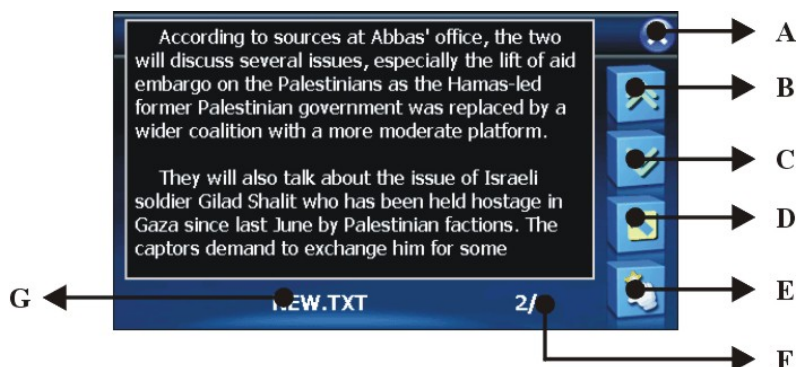 According to sources at Abbas' office, the two
will discuss several issues, especially the lift of aid
embargo on the Palestinians as the Hamas-led
former Palestinian government was replaced by a
wider coalition with a more moderate platform.
They will also talk about the issue of Israeli
soldier Gilad Shalit who has been held hostage in
Gaza since last June by Palestinian factions. The
captors demand to exchange him for some
NEW.TXT 2/
A
B
C
D
E
F
G